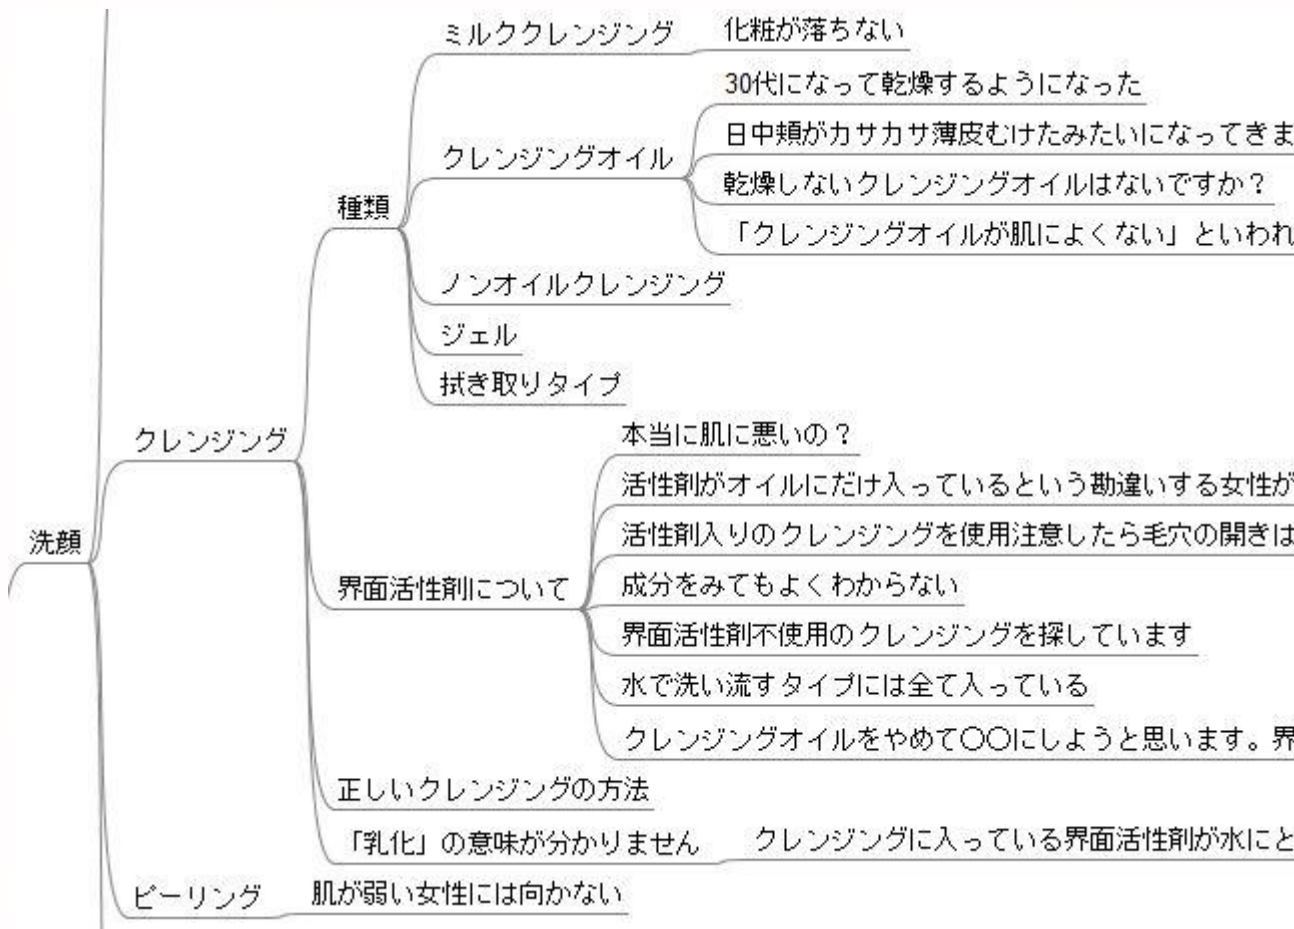 洗顔
クレンジング
種類
ミルククレンジング
化粧が落ちない
クレンジングオイル
30代になって乾燥するようになった
日中頬がカサカサ薄皮むけたみたいになってきま
乾燥しないクレンジングオイルはないですか？
「クレンジングオイルが肌によくない」といわれ
ノンオイルクレンジング
ジェル
拭き取りタイプ
界面活性剤について
本当に肌に悪いの？
活性剤がオイルにだけ入っているという勘違いする女性が
活性剤入りのクレンジングを使用注意したら毛穴の開きは
成分をみてもよくわからない
界面活性剤不使用のクレンジングを探しています
水で洗い流すタイプには全て入っている
クレンジングオイルをやめて〇〇にしようと思います。界
正しいクレンジングの方法
「乳化」の意味が分かりません
クレンジングに入っている界面活性剤が水にと
ピーリング
肌が弱い女性には向かない